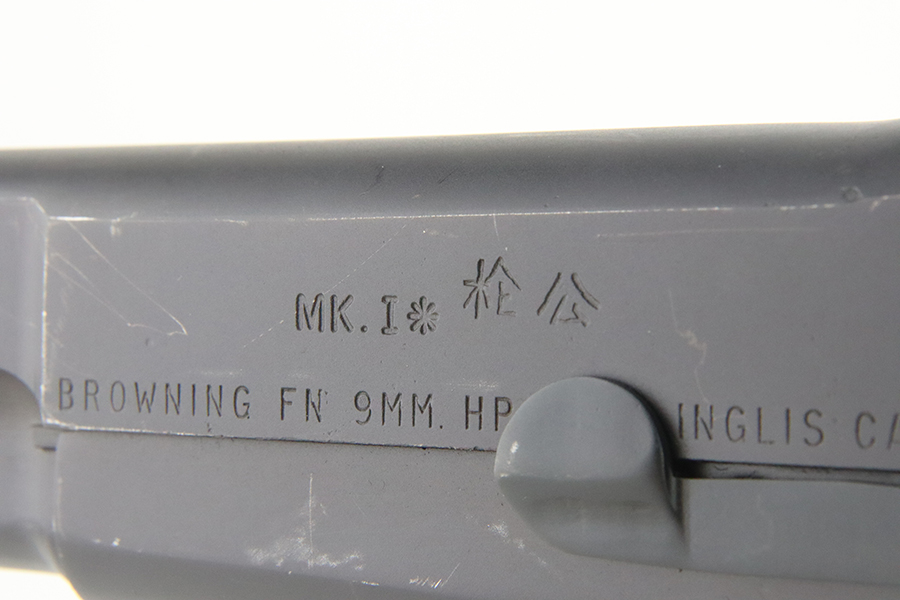 MK.I* 枪公
BROWNING FN 9MM. HP INGLIS CA